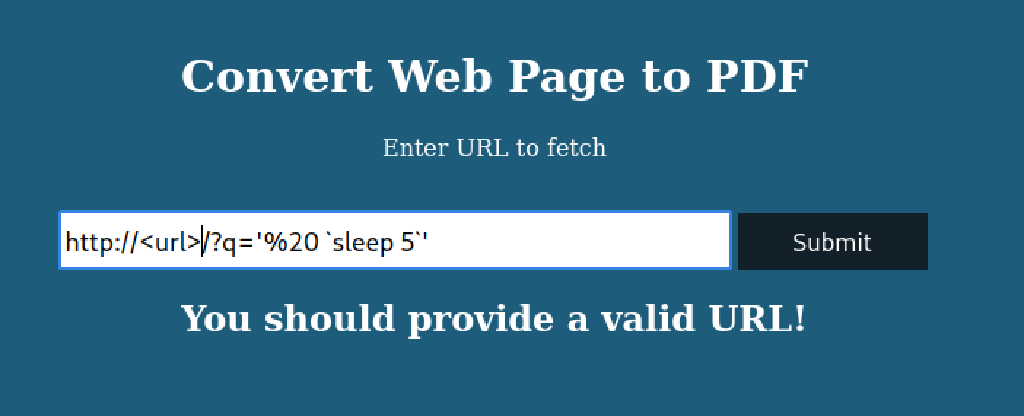 Convert Web Page to PDF
Enter URL to fetch
http://<url>/?q='%20 `sleep 5`'
Submit
You should provide a valid URL!